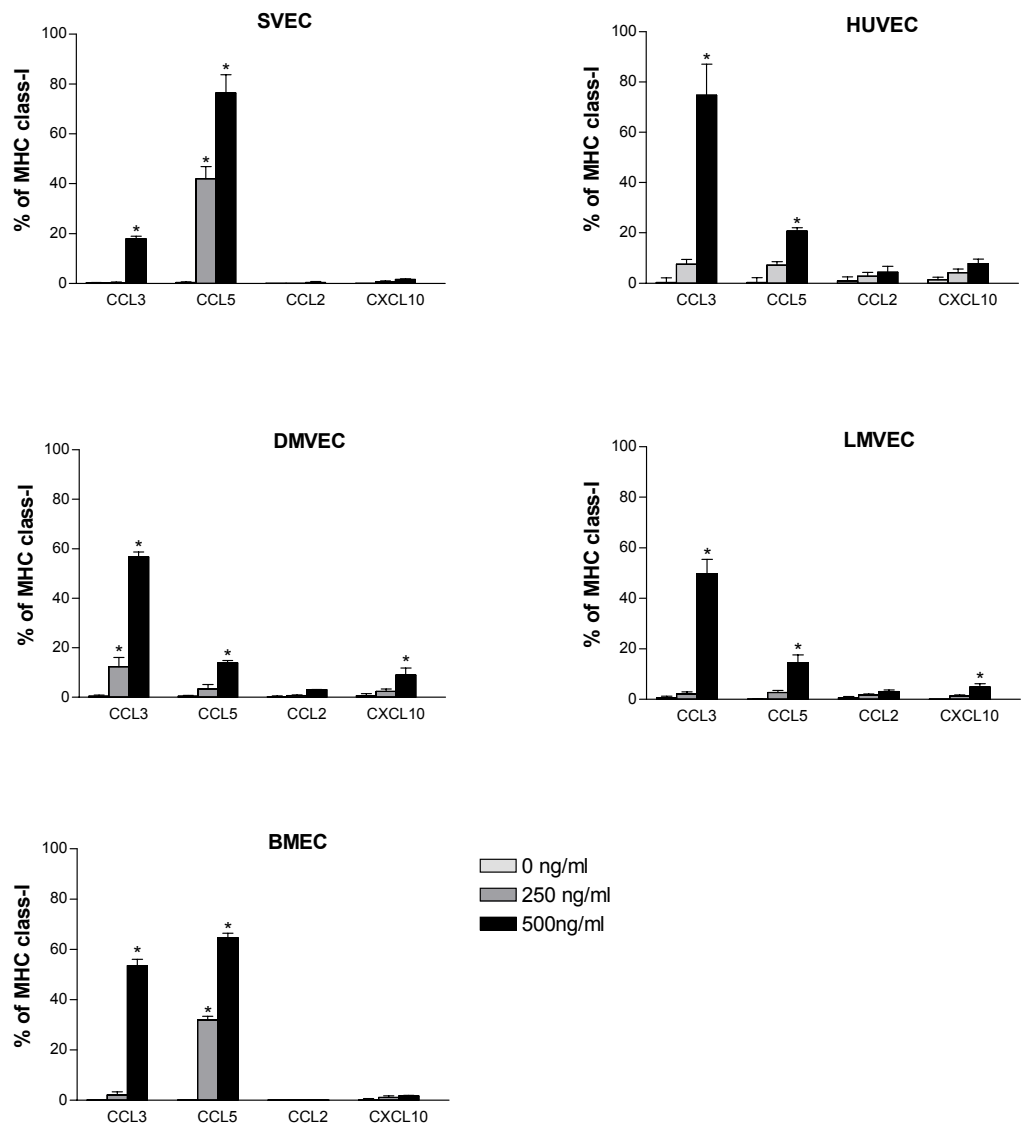 SVEC
% of MHC class-I
100
80
60
40
20
0
*
*
*
CCL3 CCL5 CCL2 CXCL10
HUVEC
% of MHC class-I
100
80
60
40
20
0
*
*
CCL3 CCL5 CCL2 CXCL10
DMVEC
% of MHC class-I
100
80
60
40
20
0
*
*
*
*
CCL3 CCL5 CCL2 CXCL10
LMVEC
% of MHC class-I
100
80
60
40
20
0
*
*
*
CCL3 CCL5 CCL2 CXCL10
BMEC
% of MHC class-I
100
80
60
40
20
0
*
*
*
CCL3 CCL5 CCL2 CXCL10
0 ng/ml
250 ng/ml
500ng/ml